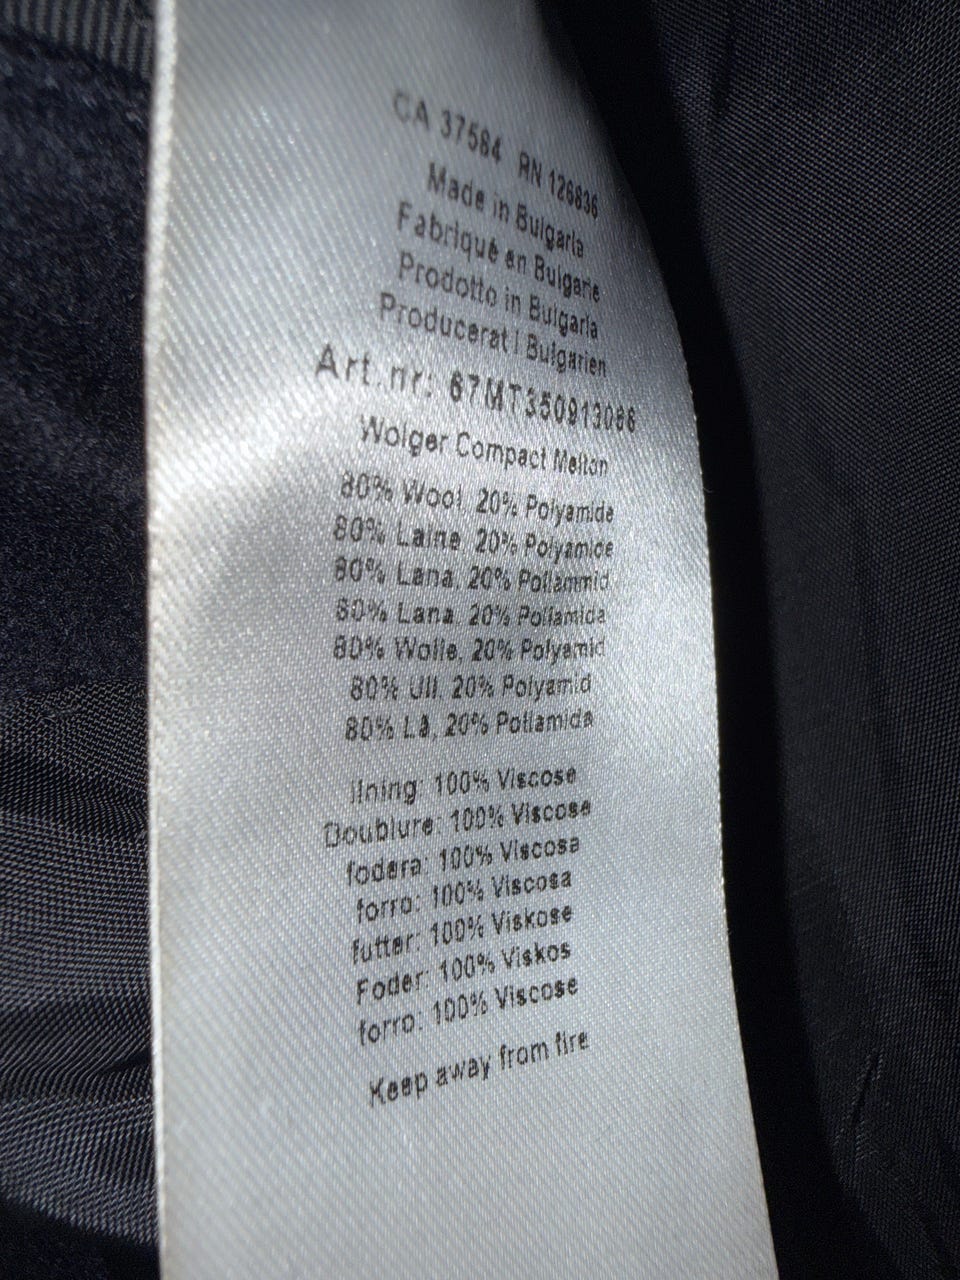 CA 37584 RN 126836
Made in Bulgaria
Fabriqué en Bulgarie
Prodotto in Bulgaria
Producerat i Bulgarien
Art.nr: 67MT350913086
Wolger Compact Melton
80% Wool, 20% Polyamide
80% Laine, 20% Polyamide
80% Lana, 20% Poliammid
80% Lana, 20% Poliamida
80% Wolle, 20% Polyamid
80% Ull, 20% Polyamid
80% Lã, 20% Poliamida
lining: 100% Viscose
Doublure: 100% Viscose
fodera: 100% Viscosa
forro: 100% Viscosa
futter: 100% Viskose
Foder: 100% Viskos
forro: 100% Viscose
Keep away from fire